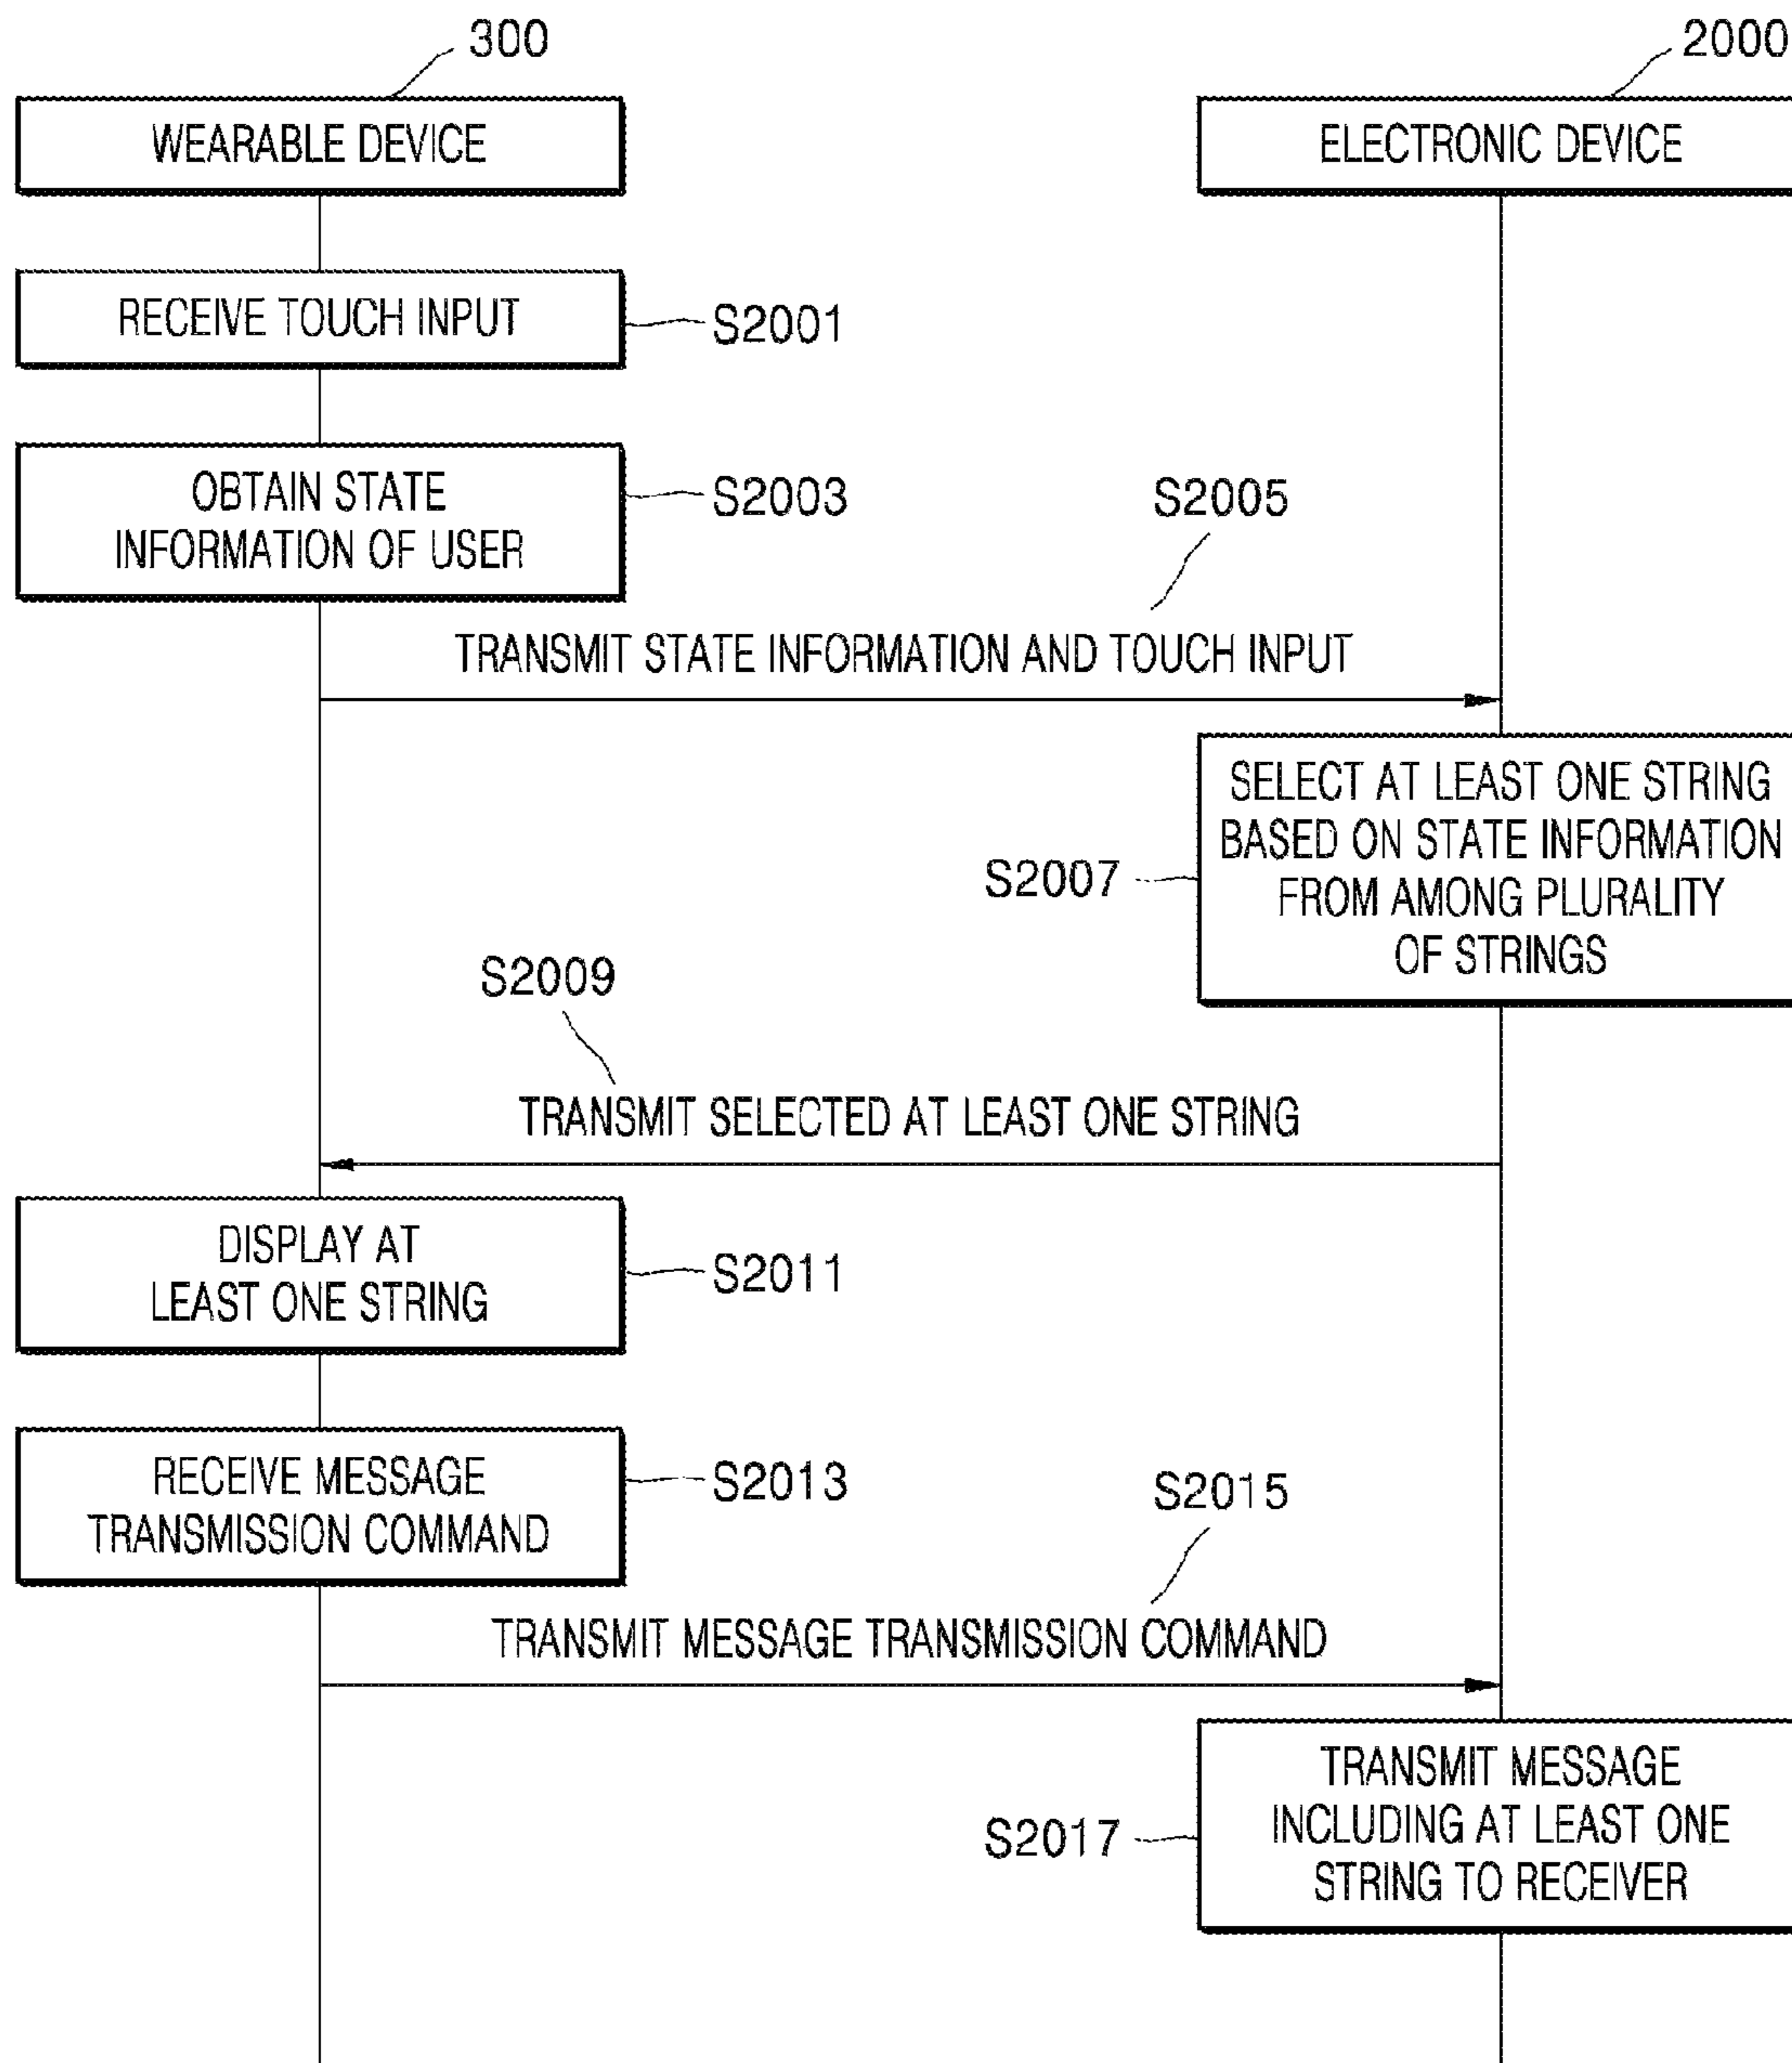 300
2000
WEARABLE DEVICE
ELECTRONIC DEVICE
RECEIVE TOUCH INPUT
S2001
OBTAIN STATE
INFORMATION OF USER
S2003
S2005
TRANSMIT STATE INFORMATION AND TOUCH INPUT
SELECT AT LEAST ONE STRING
BASED ON STATE INFORMATION
FROM AMONG PLURALITY
OF STRINGS
S2007
S2009
TRANSMIT SELECTED AT LEAST ONE STRING
DISPLAY AT
LEAST ONE STRING
S2011
RECEIVE MESSAGE
TRANSMISSION COMMAND
S2013
S2015
TRANSMIT MESSAGE TRANSMISSION COMMAND
TRANSMIT MESSAGE
INCLUDING AT LEAST ONE
STRING TO RECEIVER
S2017